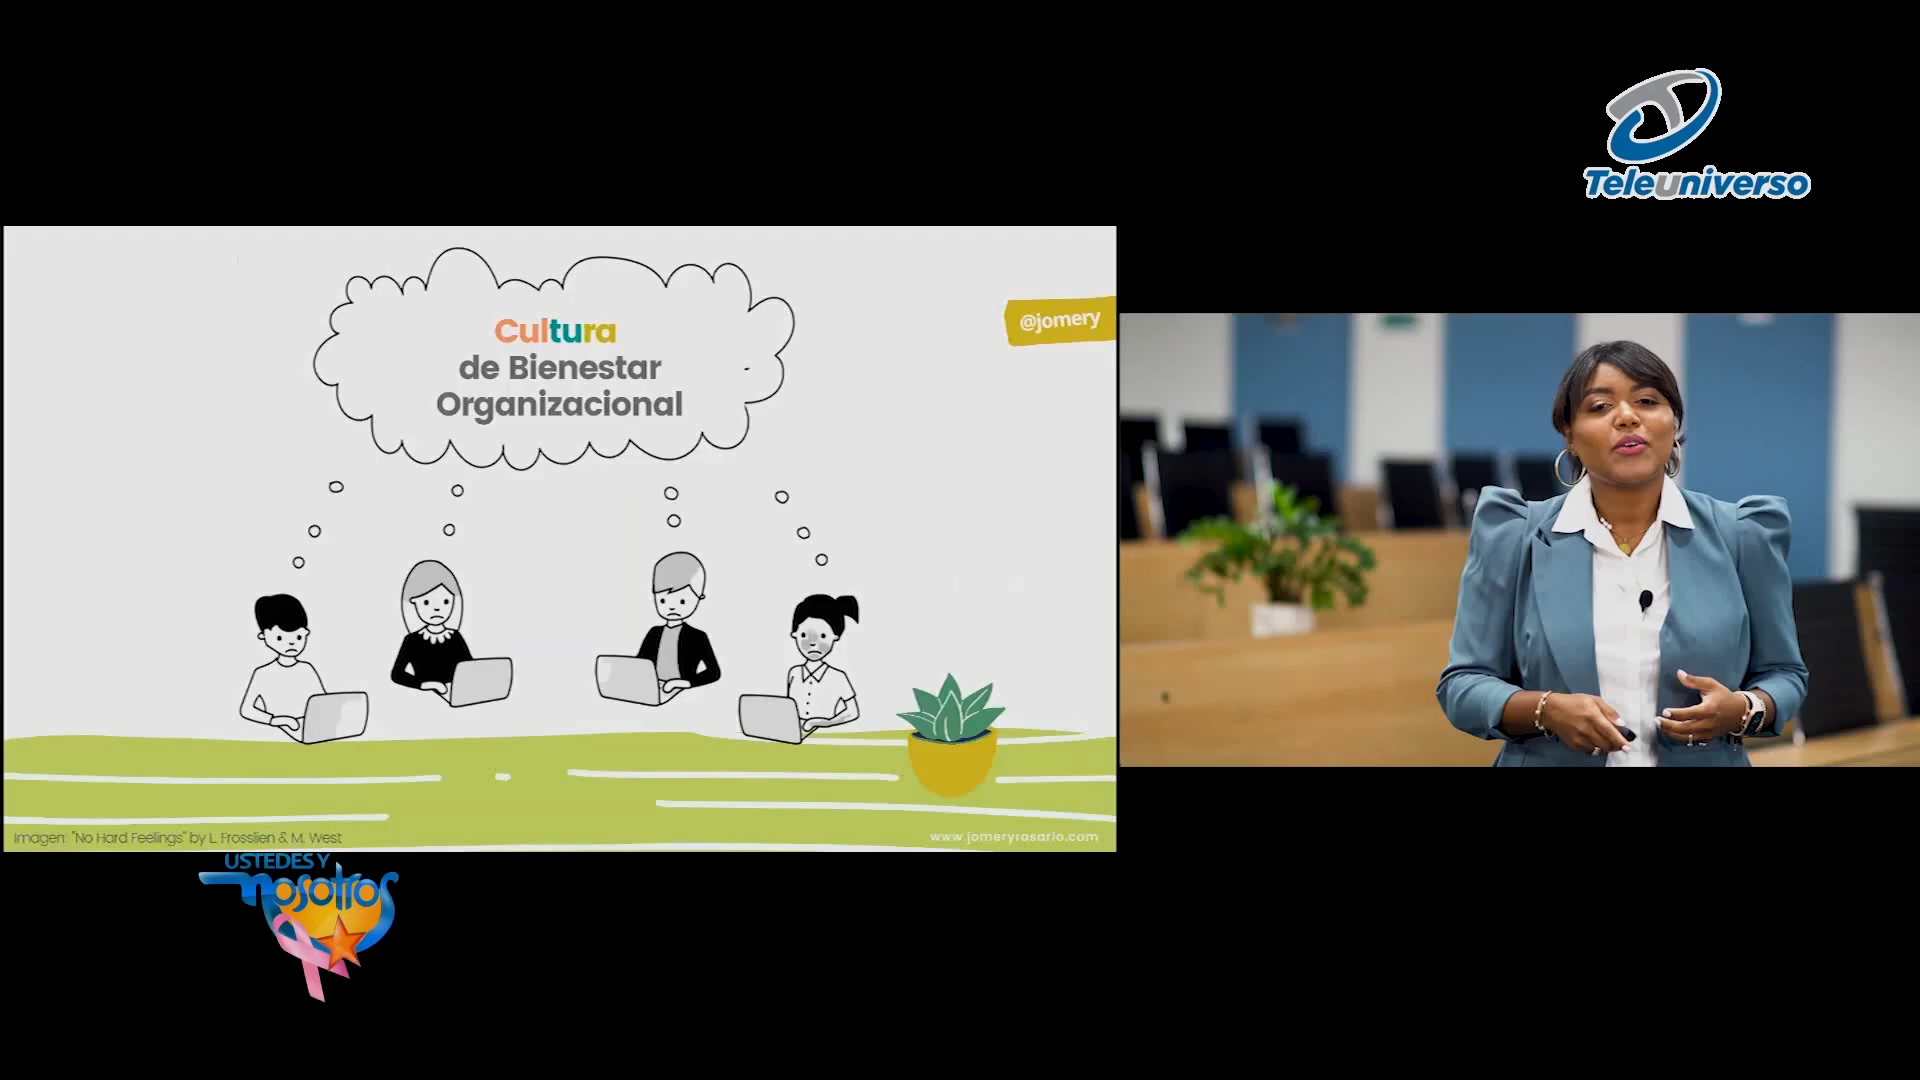 Teleuniverso
Cultura
de Bienestar
Organizacional
@jomery
Imagen: "No Hard Feelings" by L. Frosslien & M. West
www.jomeryrosario.com
USTEDES Y
nosotros